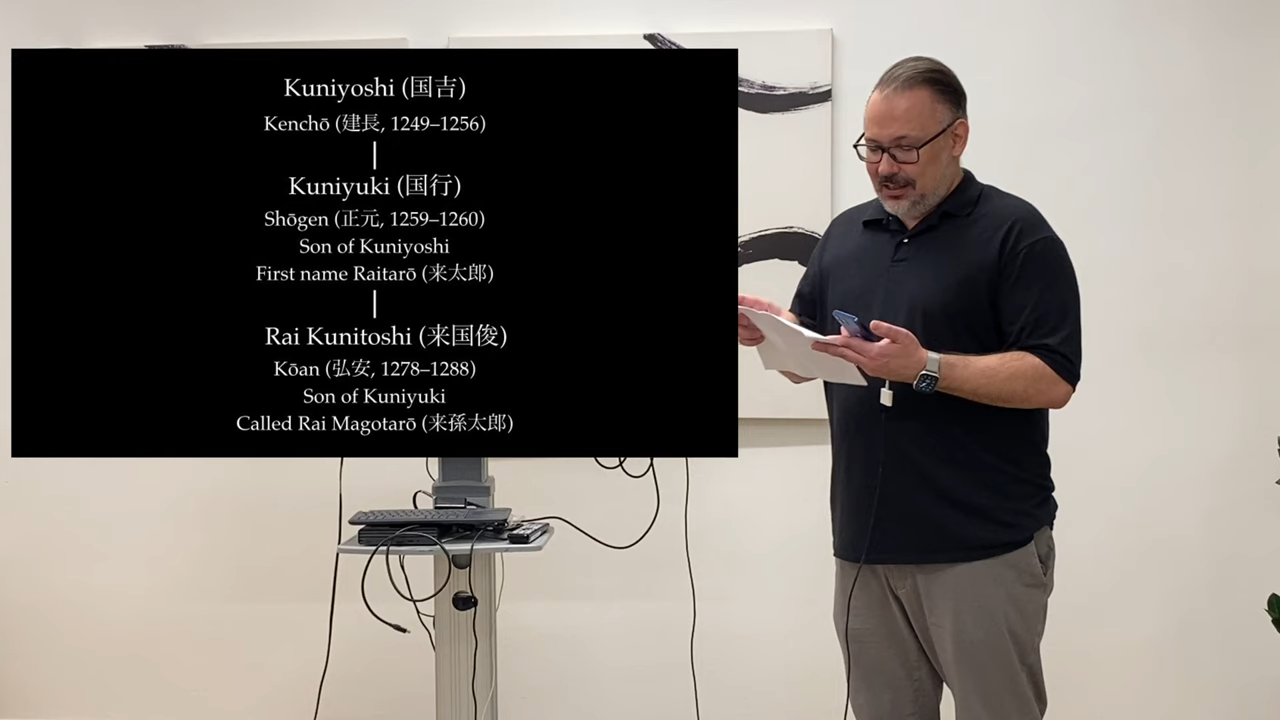 Kuniyoshi (国吉)
Kenchō (建長, 1249–1256)
Kuniyuki (国行)
Shōgen (正元, 1259–1260)
Son of Kuniyoshi
First name Raitarō (来太郎)
Rai Kunitoshi (来国俊)
Kōan (弘安, 1278–1288)
Son of Kuniyuki
Called Rai Magotarō (来孫太郎)